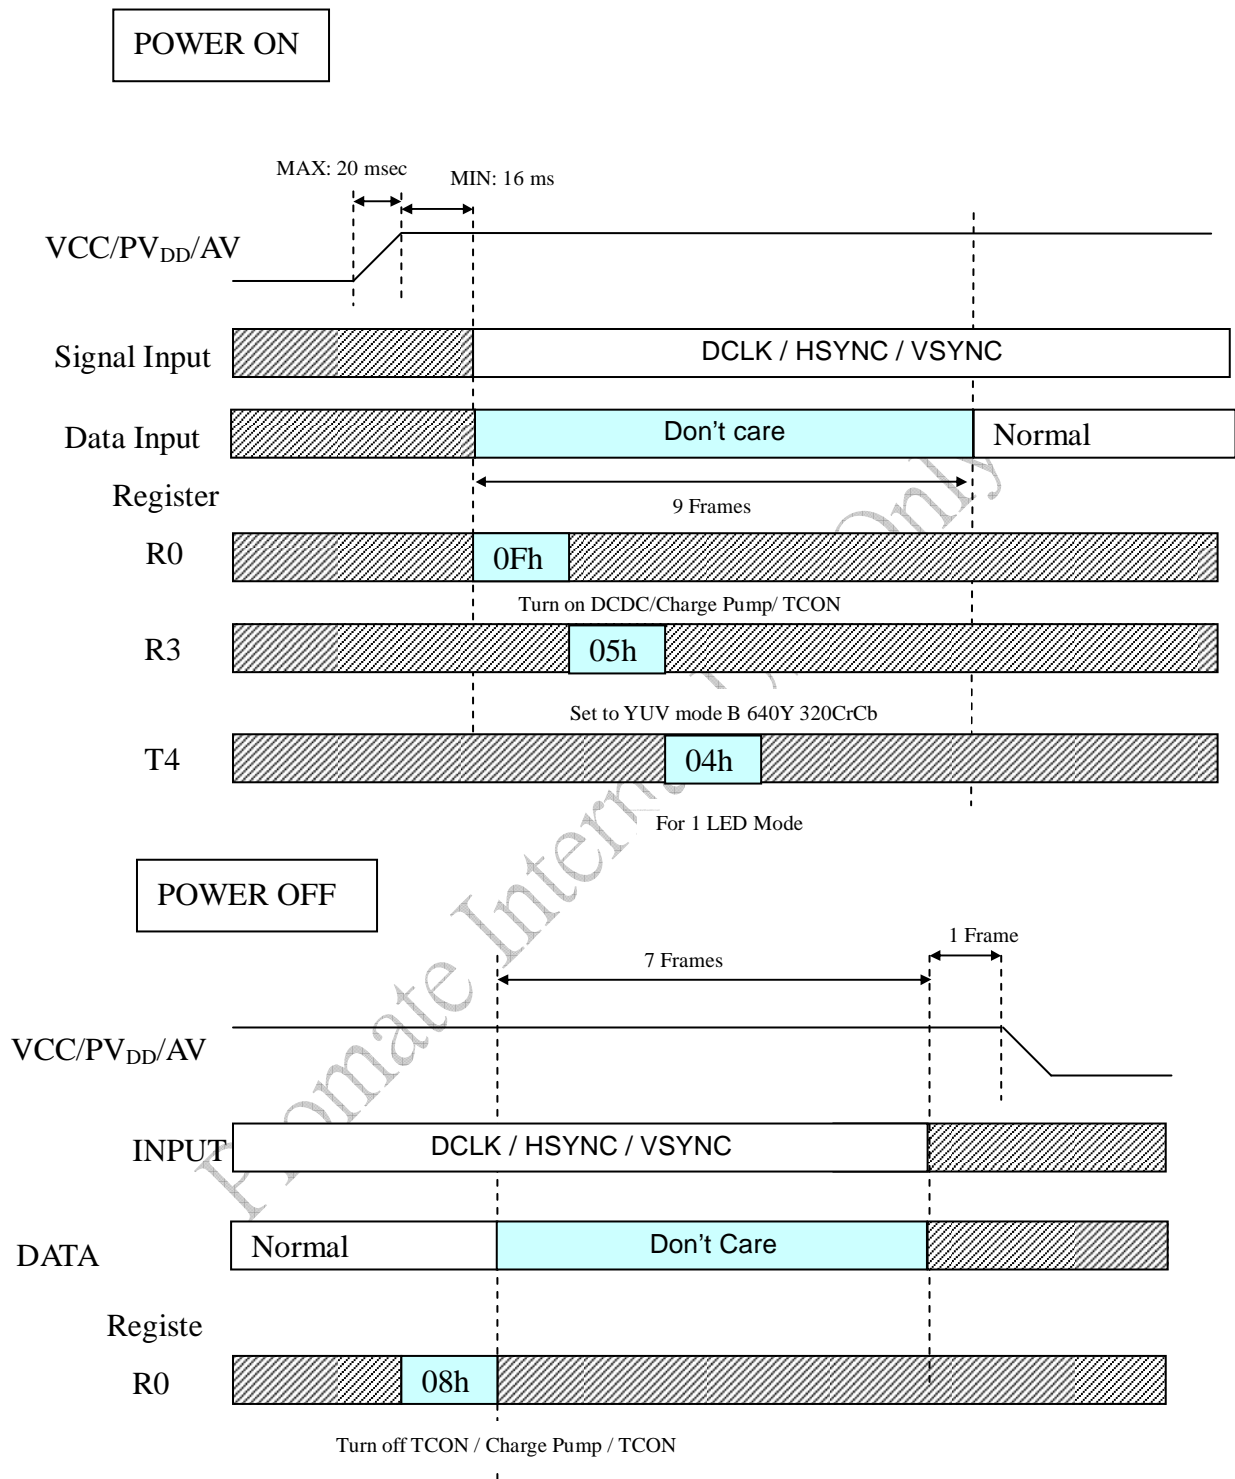 POWER ON
MAX: 20 msec
MIN: 16 ms
VCC/PVDD/AV
Signal Input
DCLK / HSYNC / VSYNC
Data Input
Don't care
Normal
Register
9 Frames
R0
0Fh
Turn on DCDC/Charge Pump/ TCON
R3
05h
Set to YUV mode B 640Y 320CrCb
T4
04h
For 1 LED Mode
POWER OFF
1 Frame
7 Frames
VCC/PVDD/AV
INPUT
DCLK / HSYNC / VSYNC
DATA
Normal
Don't Care
Registe
R0
08h
Turn off TCON / Charge Pump / TCON
Only